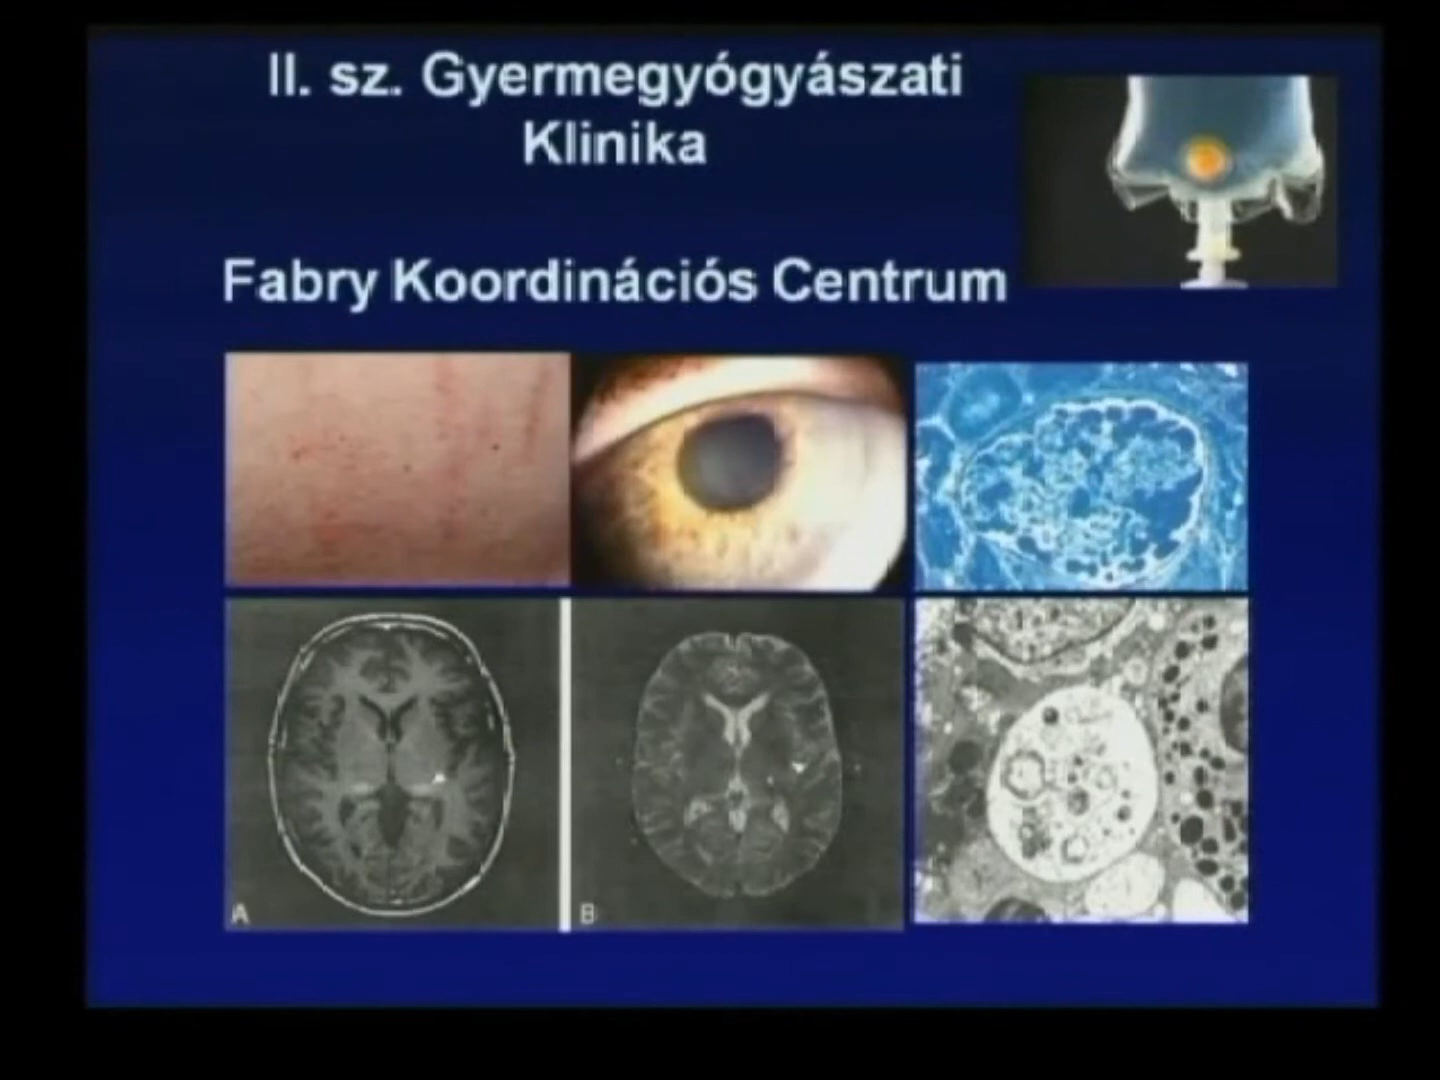 II. sz. Gyermegyógyászati
Klinika
Fabry Koordinációs Centrum
A
B